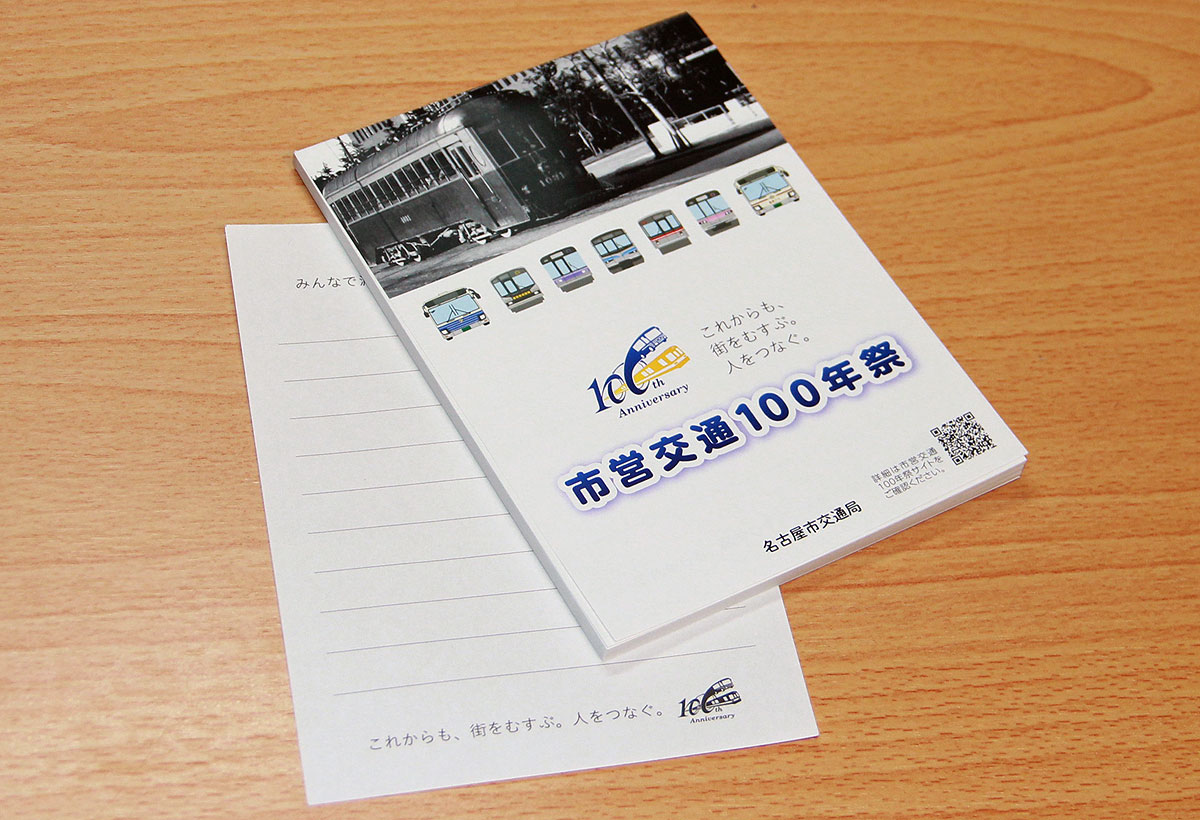 これからも、
街をむすぶ。
人をつなぐ。
100th
Anniversary
市営交通100年祭
詳細は市営交通
100年祭サイトを
ご確認ください。
名古屋市交通局
みんなで
これからも、街をむすぶ。人をつなぐ。
100th
Anniversary